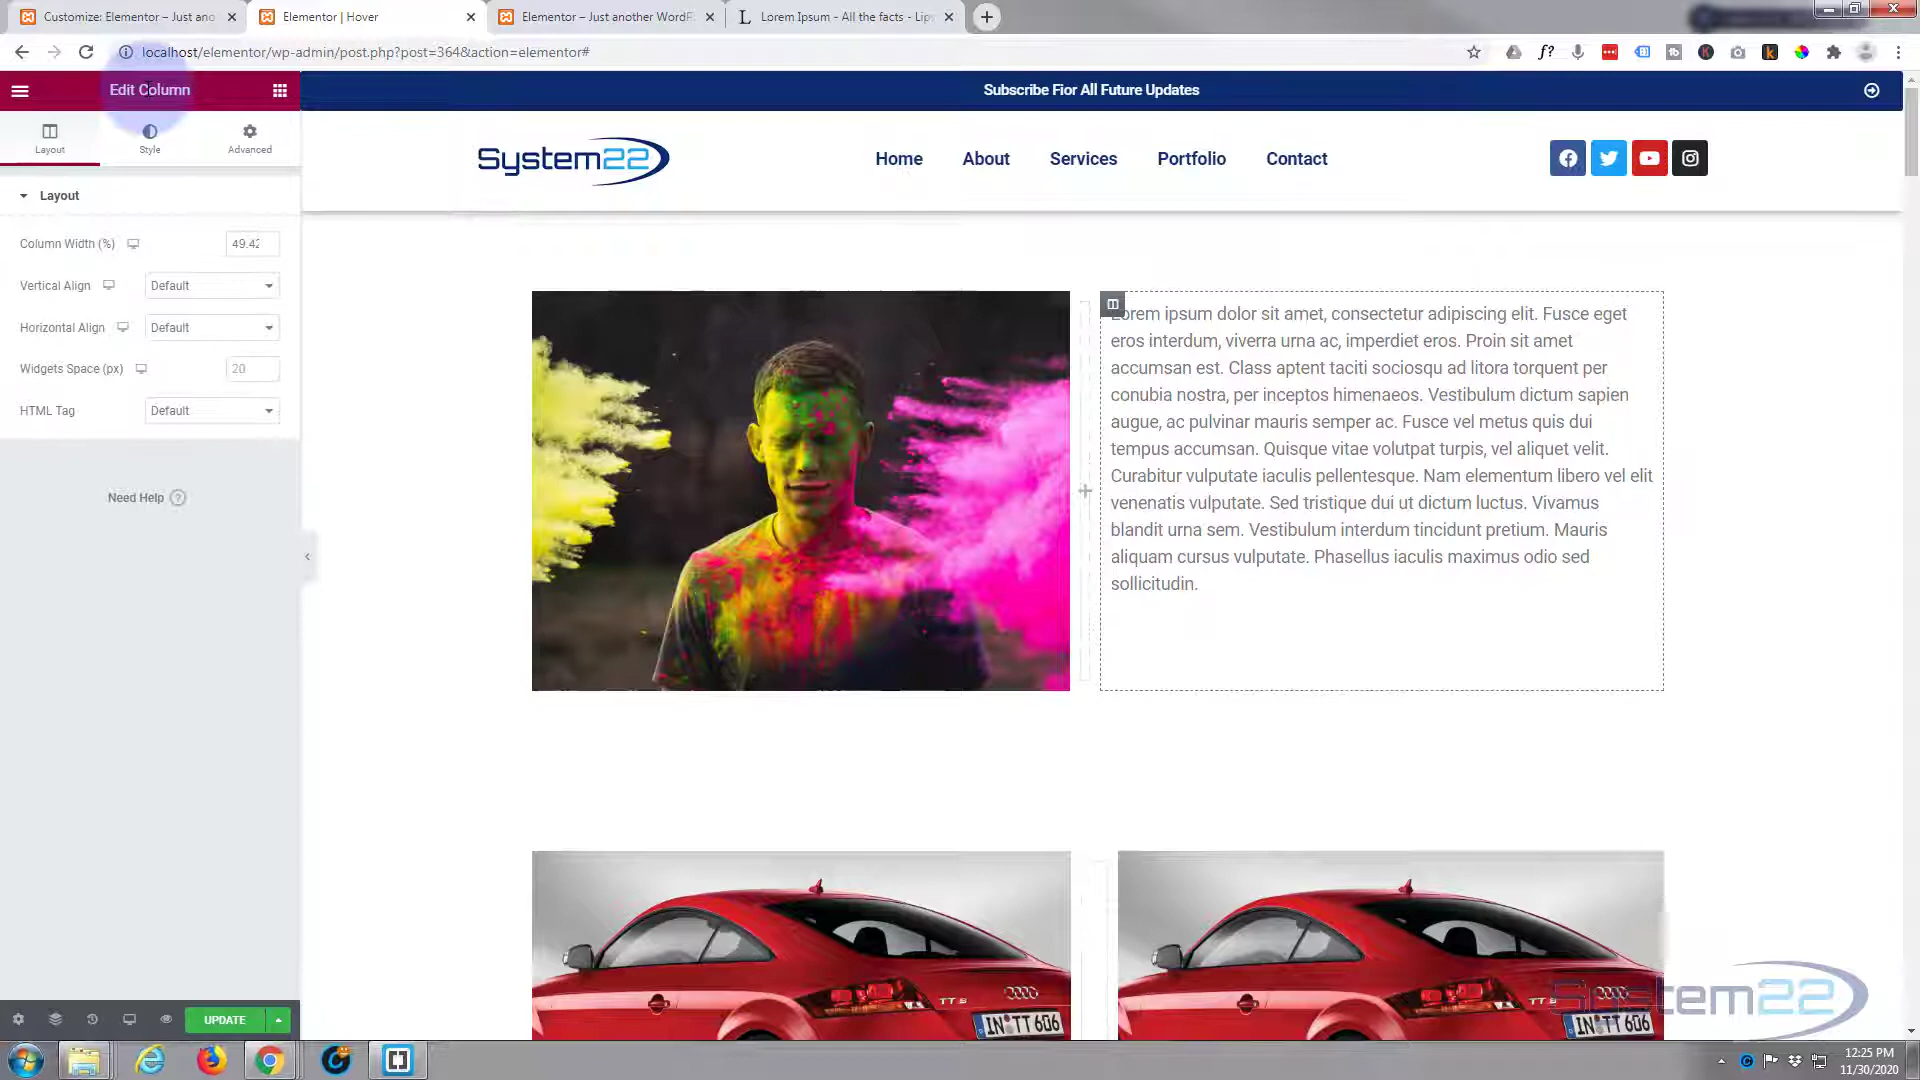 Customize: Elementor – Just ano
Elementor | Hover
Elementor – Just another WordP
Lorem Ipsum - All the facts - Lips
localhost/elementor/wp-admin/post.php?post=364&action=elementor#
Edit Column
Subscribe Fior All Future Updates
Layout
Style
Advanced
System22
Home
About
Services
Portfolio
Contact
Layout
Column Width (%)
49.42
Vertical Align
Default
Horizontal Align
Default
Widgets Space (px)
20
HTML Tag
Default
Need Help
Lorem ipsum dolor sit amet, consectetur adipiscing elit. Fusce eget
eros interdum, viverra urna ac, imperdiet eros. Proin sit amet
accumsan est. Class aptent taciti sociosqu ad litora torquent per
conubia nostra, per inceptos himenaeos. Vestibulum dictum sapien
augue, ac pulvinar mauris semper ac. Fusce vel metus quis dui
tempus accumsan. Quisque vitae volutpat turpis, vel aliquet velit.
Curabitur vulputate iaculis pellentesque. Nam elementum libero vel elit
venenatis vulputate. Sed tristique dui ut dictum luctus. Vivamus
blandit urna sem. Vestibulum interdum tincidunt pretium. Mauris
aliquam cursus vulputate. Phasellus iaculis maximus odio sed
sollicitudin.
TT S
IN TT 606
TT S
IN TT 606
System22
UPDATE
12:25 PM
11/30/2020